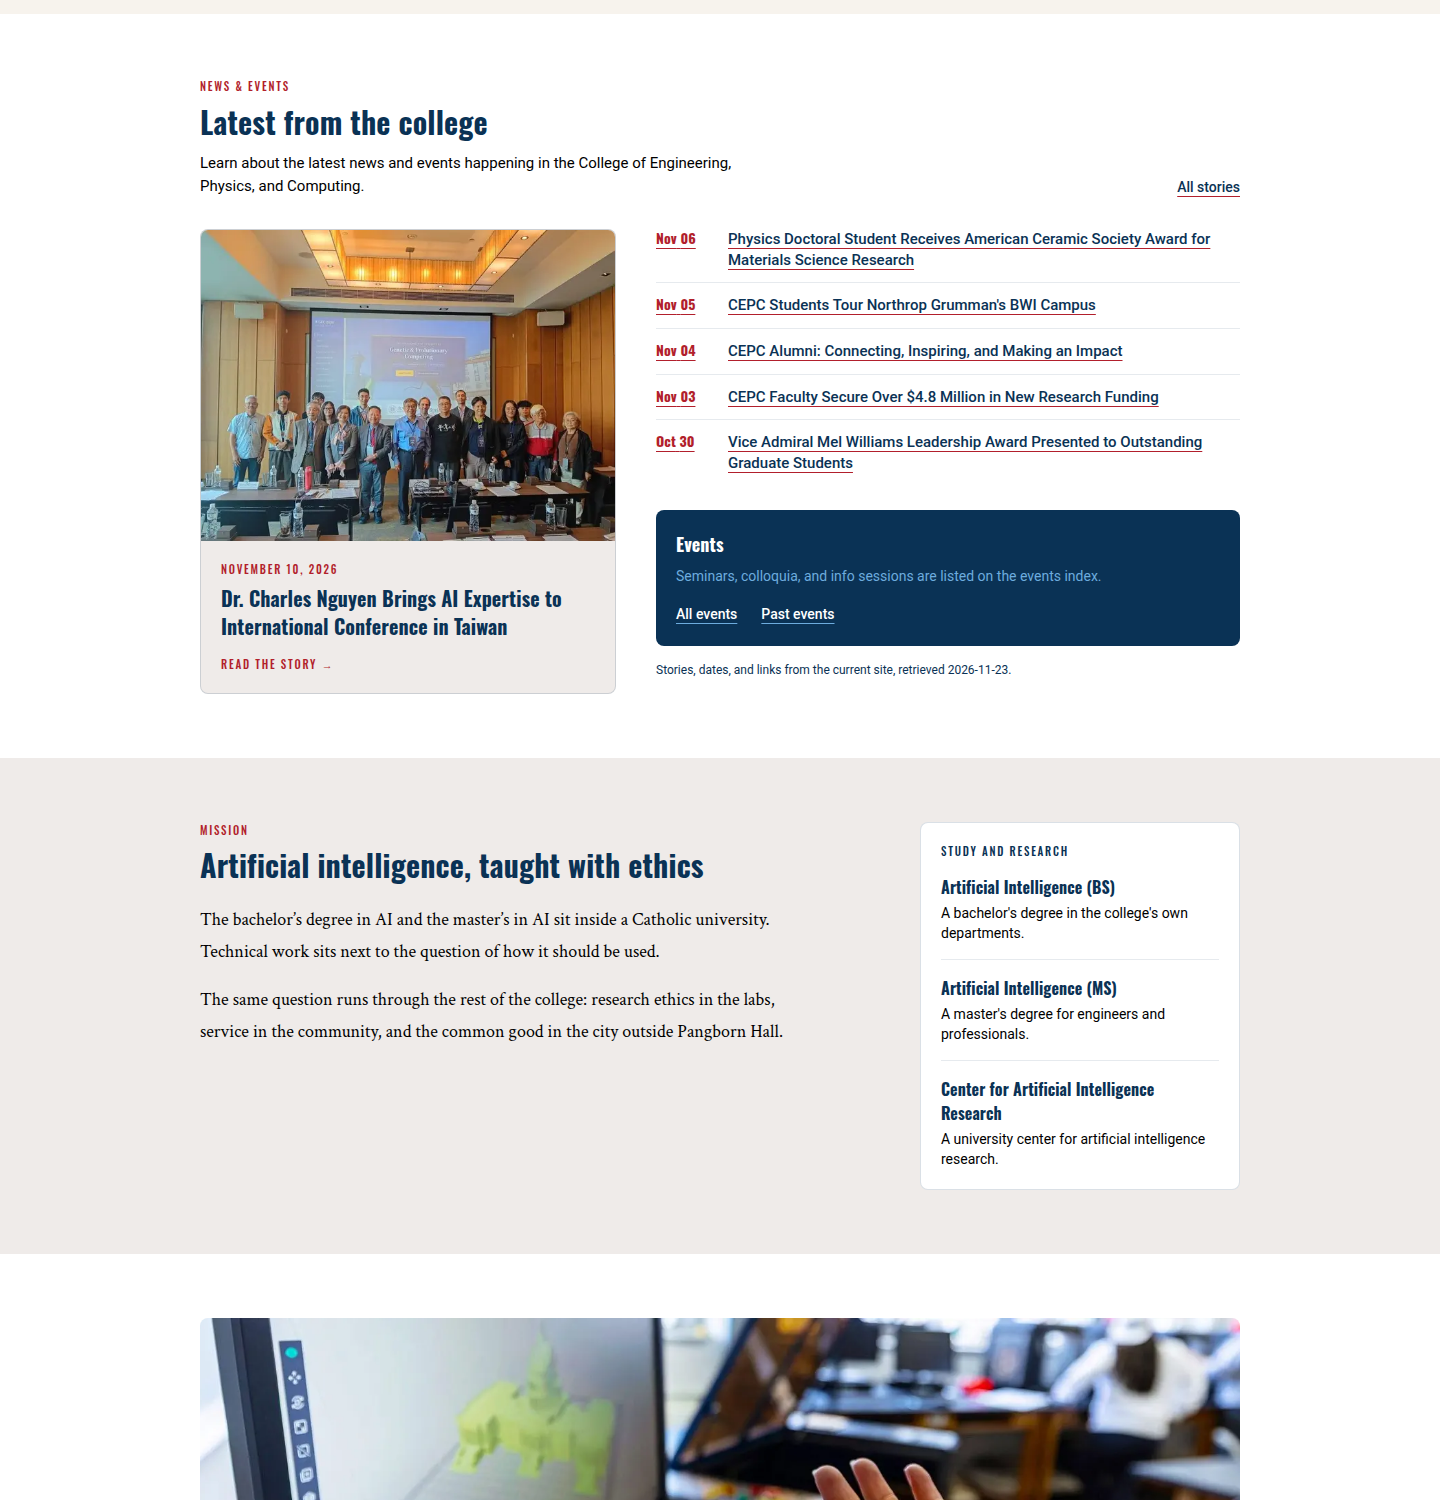 NEWS & EVENTS
Latest from the college
Learn about the latest news and events happening in the College of Engineering,
Physics, and Computing.
All stories
Genetic & Evolutionary
Computing
NOVEMBER 10, 2026
Dr. Charles Nguyen Brings AI Expertise to
International Conference in Taiwan
READ THE STORY →
Nov 06 Physics Doctoral Student Receives American Ceramic Society Award for
Materials Science Research
Nov 05 CEPC Students Tour Northrop Grumman's BWI Campus
Nov 04 CEPC Alumni: Connecting, Inspiring, and Making an Impact
Nov 03 CEPC Faculty Secure Over $4.8 Million in New Research Funding
Oct 30 Vice Admiral Mel Williams Leadership Award Presented to Outstanding
Graduate Students
Events
Seminars, colloquia, and info sessions are listed on the events index.
All events Past events
Stories, dates, and links from the current site, retrieved 2026-11-23.
MISSION
Artificial intelligence, taught with ethics
The bachelor’s degree in AI and the master’s in AI sit inside a Catholic university.
Technical work sits next to the question of how it should be used.
The same question runs through the rest of the college: research ethics in the labs,
service in the community, and the common good in the city outside Pangborn Hall.
STUDY AND RESEARCH
Artificial Intelligence (BS)
A bachelor's degree in the college's own
departments.
Artificial Intelligence (MS)
A master's degree for engineers and
professionals.
Center for Artificial Intelligence
Research
A university center for artificial intelligence
research.